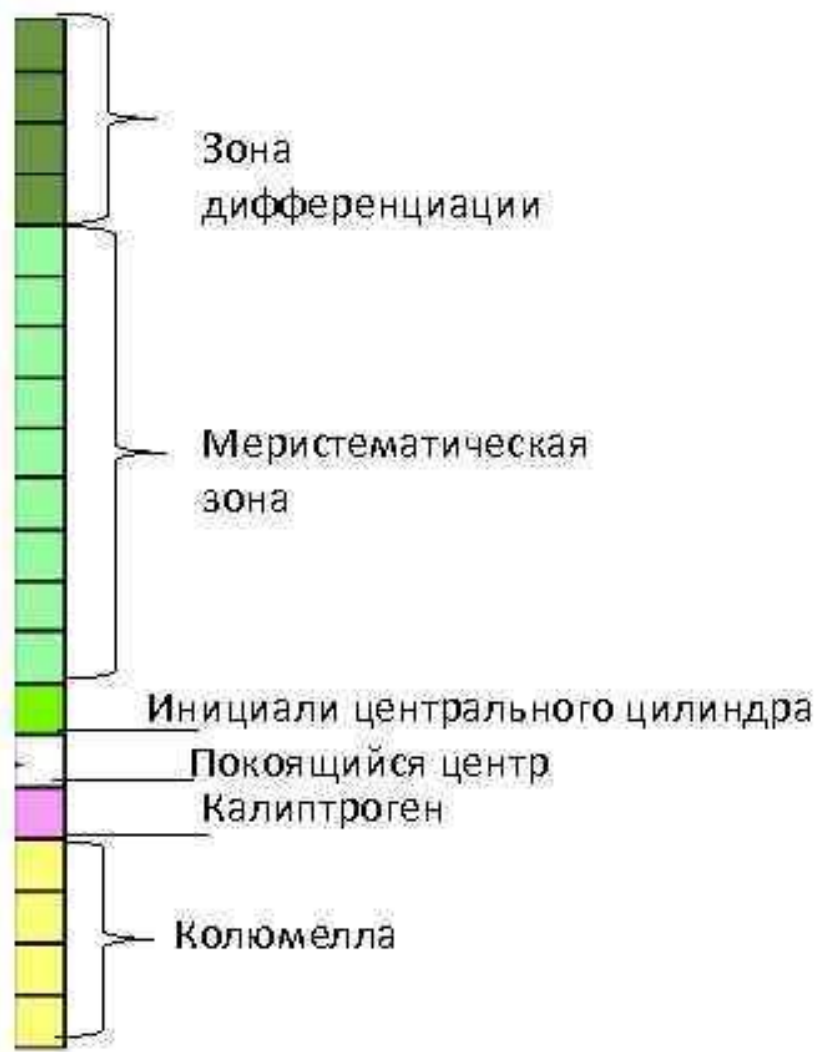 Зона
дифференциации
Меристематическая
зона
Инициали центрального цилиндра
Покоящийся центр
Калиптроген
Колюмелла